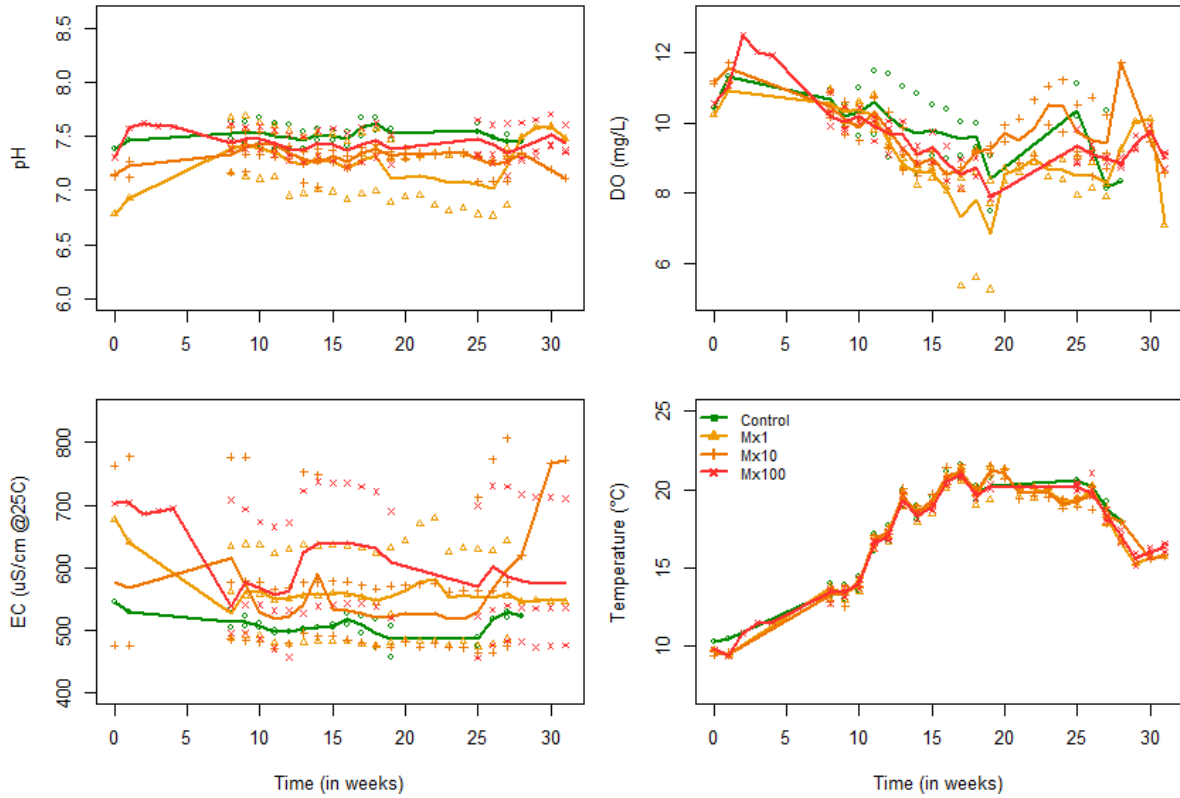 8.5
8.0
7.5
7.0
6.5
6.0
pH
0 5 10 15 20 25 30
12
10
8
6
DO (mg/L)
0 5 10 15 20 25 30
800
700
600
500
400
EC (uS/cm @25C)
0 5 10 15 20 25 30
Time (in weeks)
25
20
15
10
Temperature (°C)
Control
Mx1
Mx10
Mx100
0 5 10 15 20 25 30
Time (in weeks)